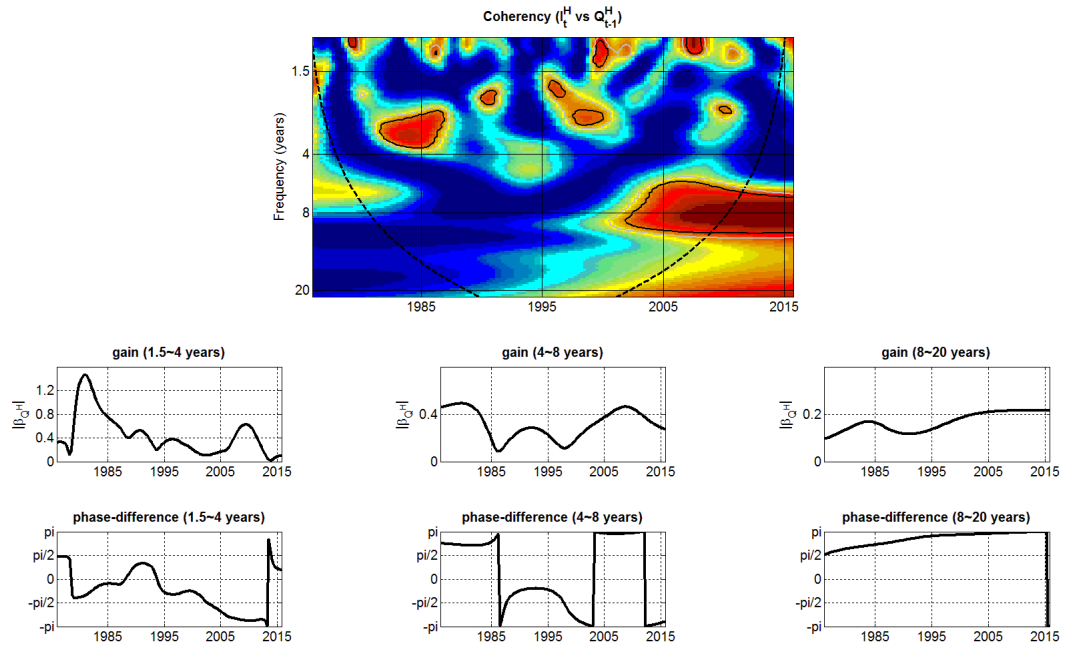 Coherency (I_t^H vs Q_{t-1}^H)
Frequency (years)
1.5
4
8
20
1985
1995
2005
2015
gain (1.5~4 years)
|β_{Q^H}|
1.2
0.8
0.4
0
1985
1995
2005
2015
gain (4~8 years)
0.4
0
1985
1995
2005
2015
gain (8~20 years)
|β_{Q^H}|
0.2
0
1985
1995
2005
2015
phase-difference (1.5~4 years)
pi
pi/2
0
-pi/2
-pi
1985
1995
2005
2015
phase-difference (4~8 years)
pi
pi/2
0
-pi/2
-pi
1985
1995
2005
2015
phase-difference (8~20 years)
pi
pi/2
0
-pi/2
-pi
1985
1995
2005
2015